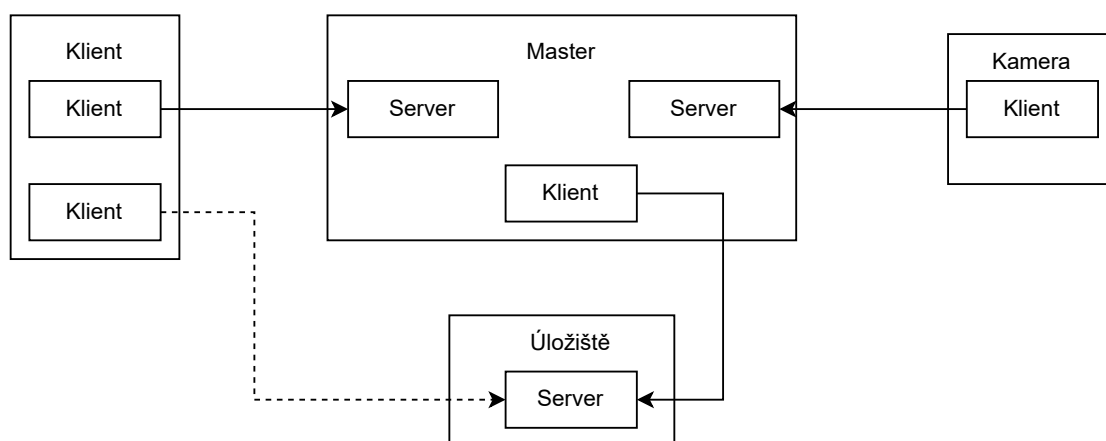 Klient
Klient
Klient
Master
Server
Server
Klient
Kamera
Klient
Úložiště
Server